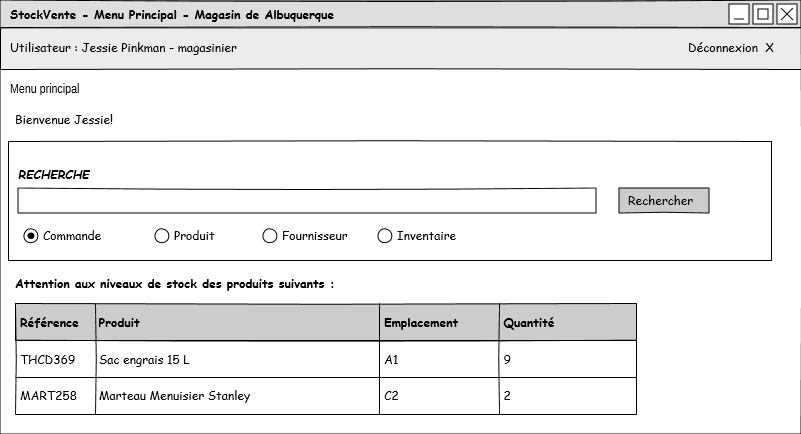 StockVente - Menu Principal - Magasin de Albuquerque
Utilisateur : Jessie Pinkman - magasinier Déconnexion X
Menu principal
Bienvenue Jessie!
RECHERCHE
Rechercher
Commande Produit Fournisseur Inventaire
Attention aux niveaux de stock des produits suivants :
Référence Produit Emplacement Quantité
THCD369 Sac engrais 15 L A1 9
MART258 Marteau Menuisier Stanley C2 2